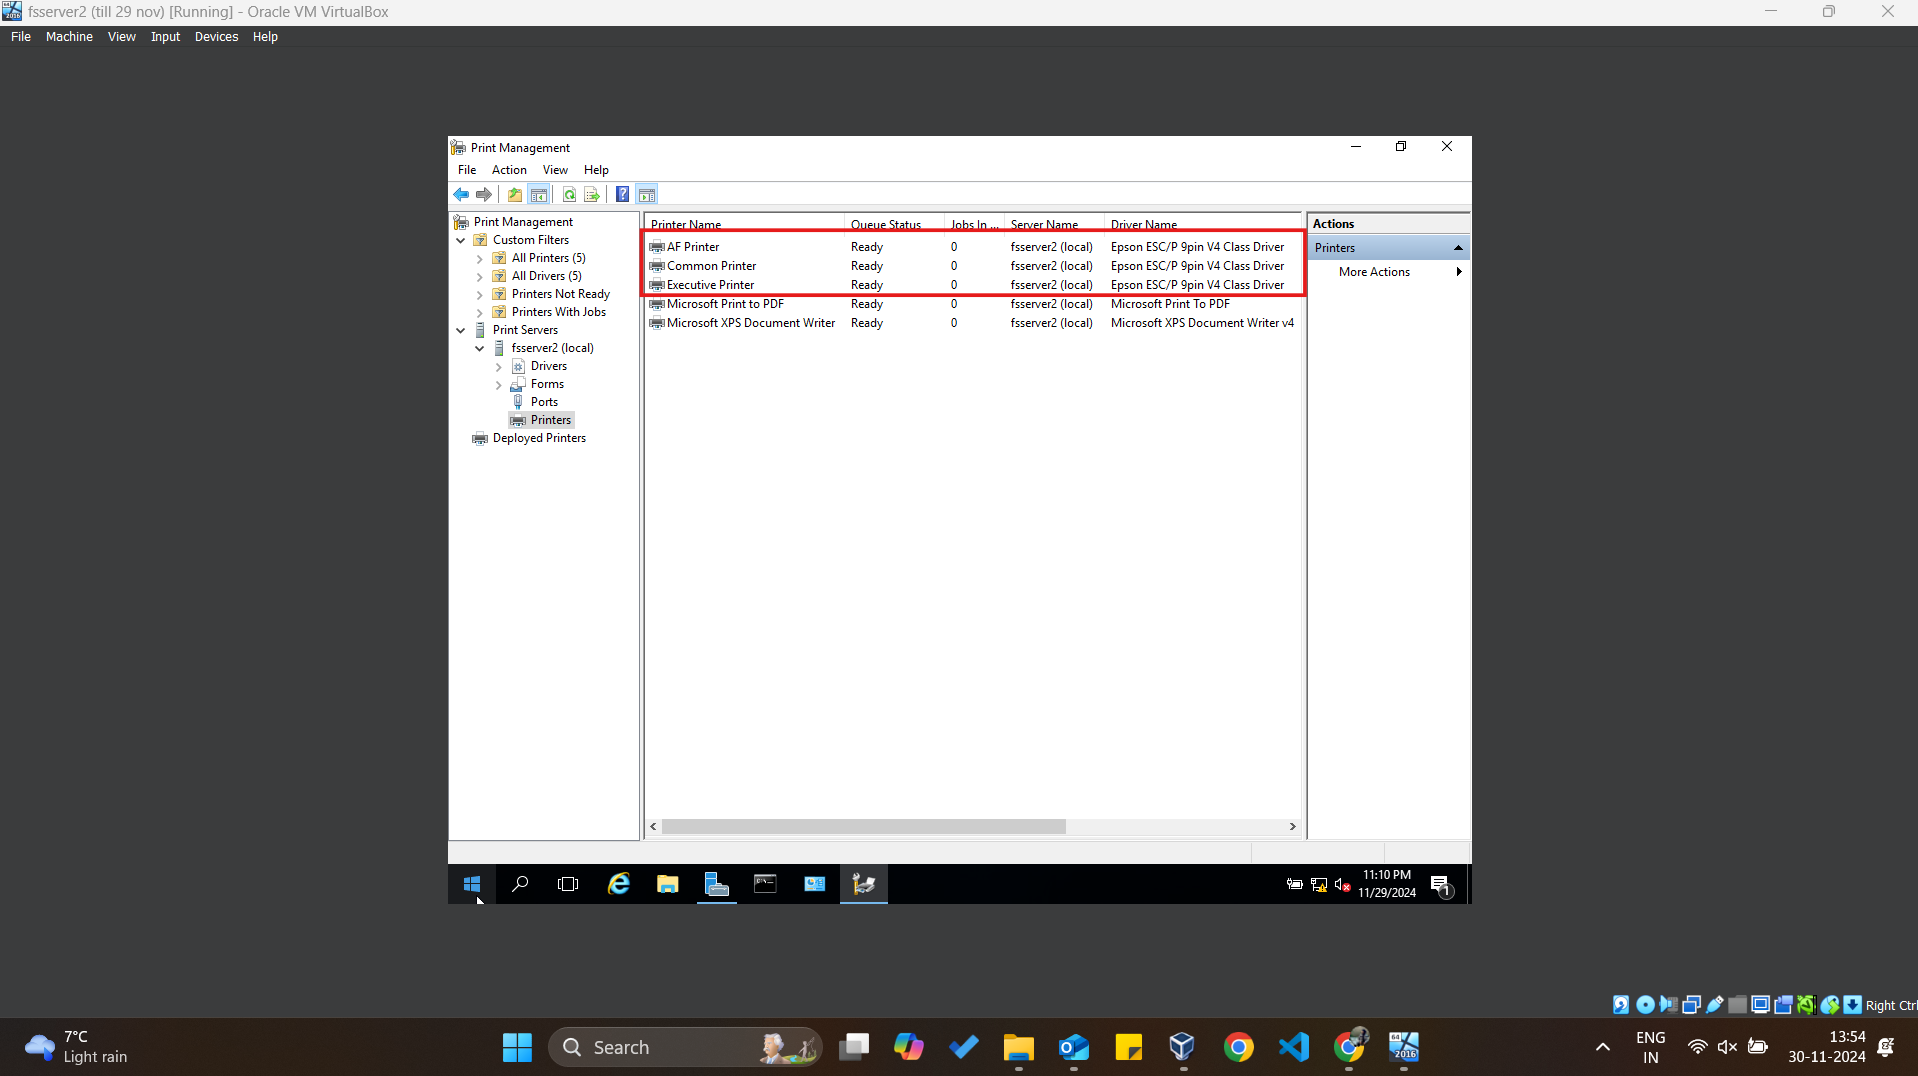 fsserver2 (till 29 nov) [Running] - Oracle VM VirtualBox
File Machine View Input Devices Help
Print Management
File Action View Help
Print Management
Custom Filters
All Printers (5)
All Drivers (5)
Printers Not Ready
Printers With Jobs
Print Servers
fsserver2 (local)
Drivers
Forms
Ports
Printers
Deployed Printers
Printer Name Queue Status Jobs In ... Server Name Driver Name
AF Printer Ready 0 fsserver2 (local) Epson ESC/P 9pin V4 Class Driver
Common Printer Ready 0 fsserver2 (local) Epson ESC/P 9pin V4 Class Driver
Executive Printer Ready 0 fsserver2 (local) Epson ESC/P 9pin V4 Class Driver
Microsoft Print to PDF Ready 0 fsserver2 (local) Microsoft Print To PDF
Microsoft XPS Document Writer Ready 0 fsserver2 (local) Microsoft XPS Document Writer v4
Actions
Printers
More Actions
11:10 PM
11/29/2024
1
Right Ctrl
7°C
Light rain
Search
64
2016
ENG
IN
13:54
30-11-2024